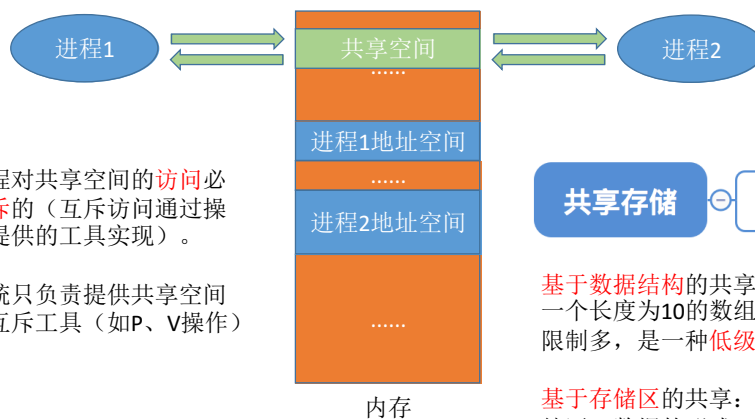 进程1
共享空间
进程2
......
进程1地址空间
......
进程2地址空间
......
内存
程对共享空间的访问必
斥的（互斥访问通过操
提供的工具实现）。
统只负责提供共享空间
互斥工具（如P、V操作）
共享存储
基于数据结构的共享
一个长度为10的数组
限制多，是一种低级
基于存储区的共享：